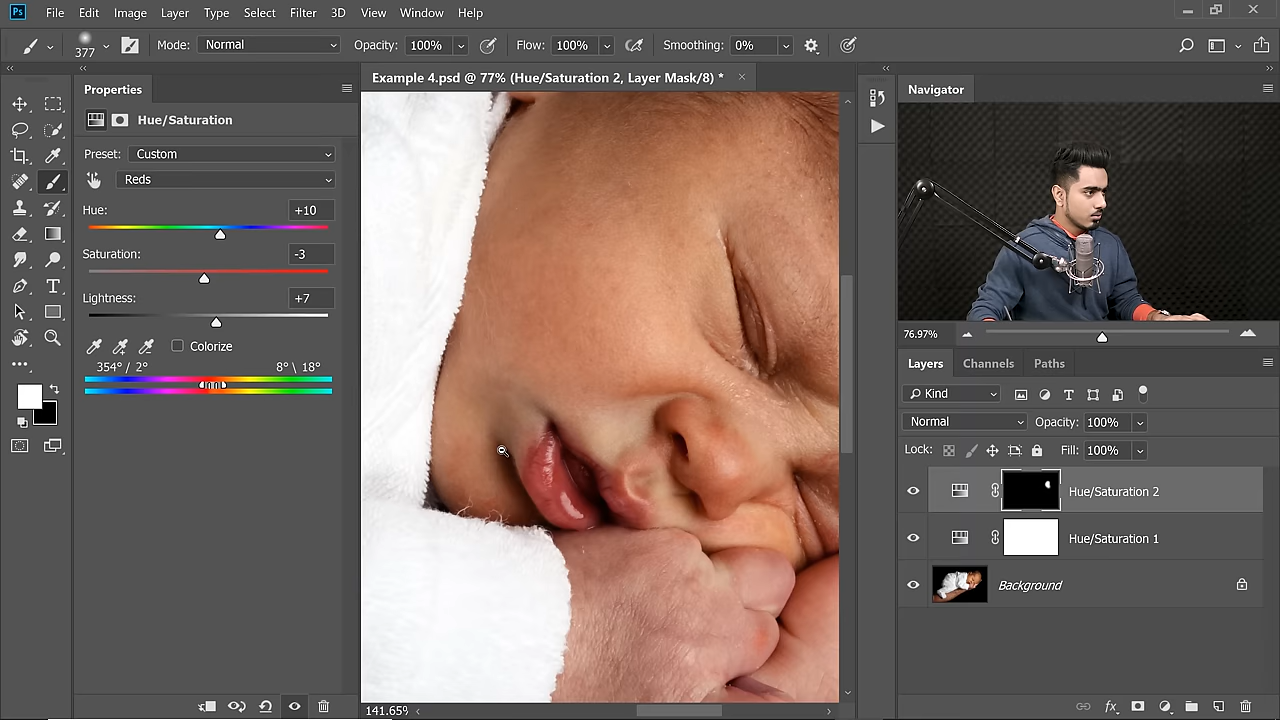 Ps File Edit Image Layer Type Select Filter 3D View Window Help
377 Mode: Normal Opacity: 100% Flow: 100% Smoothing: 0%
Properties
Example 4.psd @ 77% (Hue/Saturation 2, Layer Mask/8) *
Navigator
Hue/Saturation
Preset: Custom
Reds
Hue: +10
Saturation: -3
Lightness: +7
Colorize
354°/ 2° 8°\ 18°
76.97%
Layers Channels Paths
Kind
Normal Opacity: 100%
Lock: Fill: 100%
Hue/Saturation 2
Hue/Saturation 1
Background
141.65%
fx